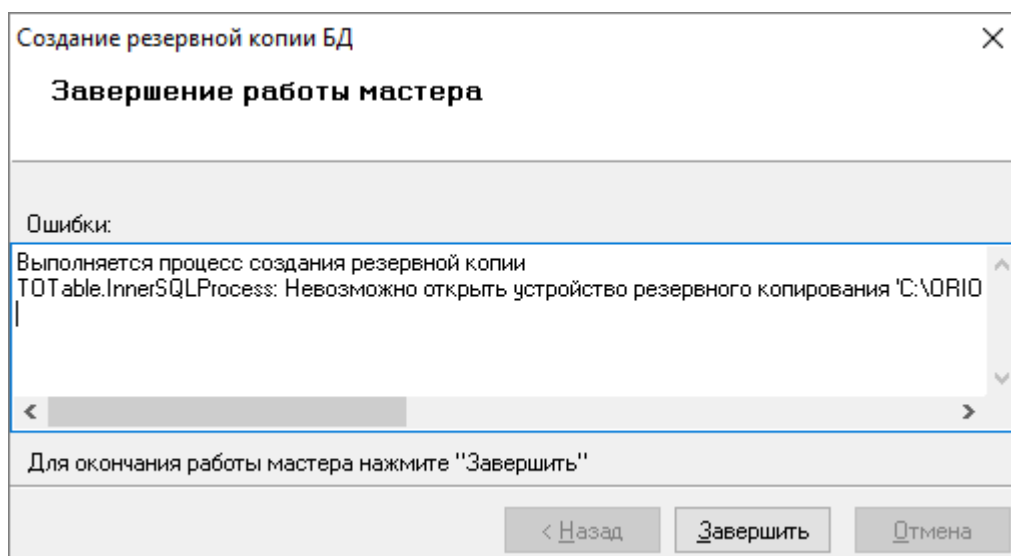 Создание резервной копии БД
Завершение работы мастера
Ошибки:
Выполняется процесс создания резервной копии
TOTable.InnerSQLProcess: Невозможно открыть устройство резервного копирования 'C:\ORIO
Для окончания работы мастера нажмите "Завершить"
< Назад Завершить Отмена